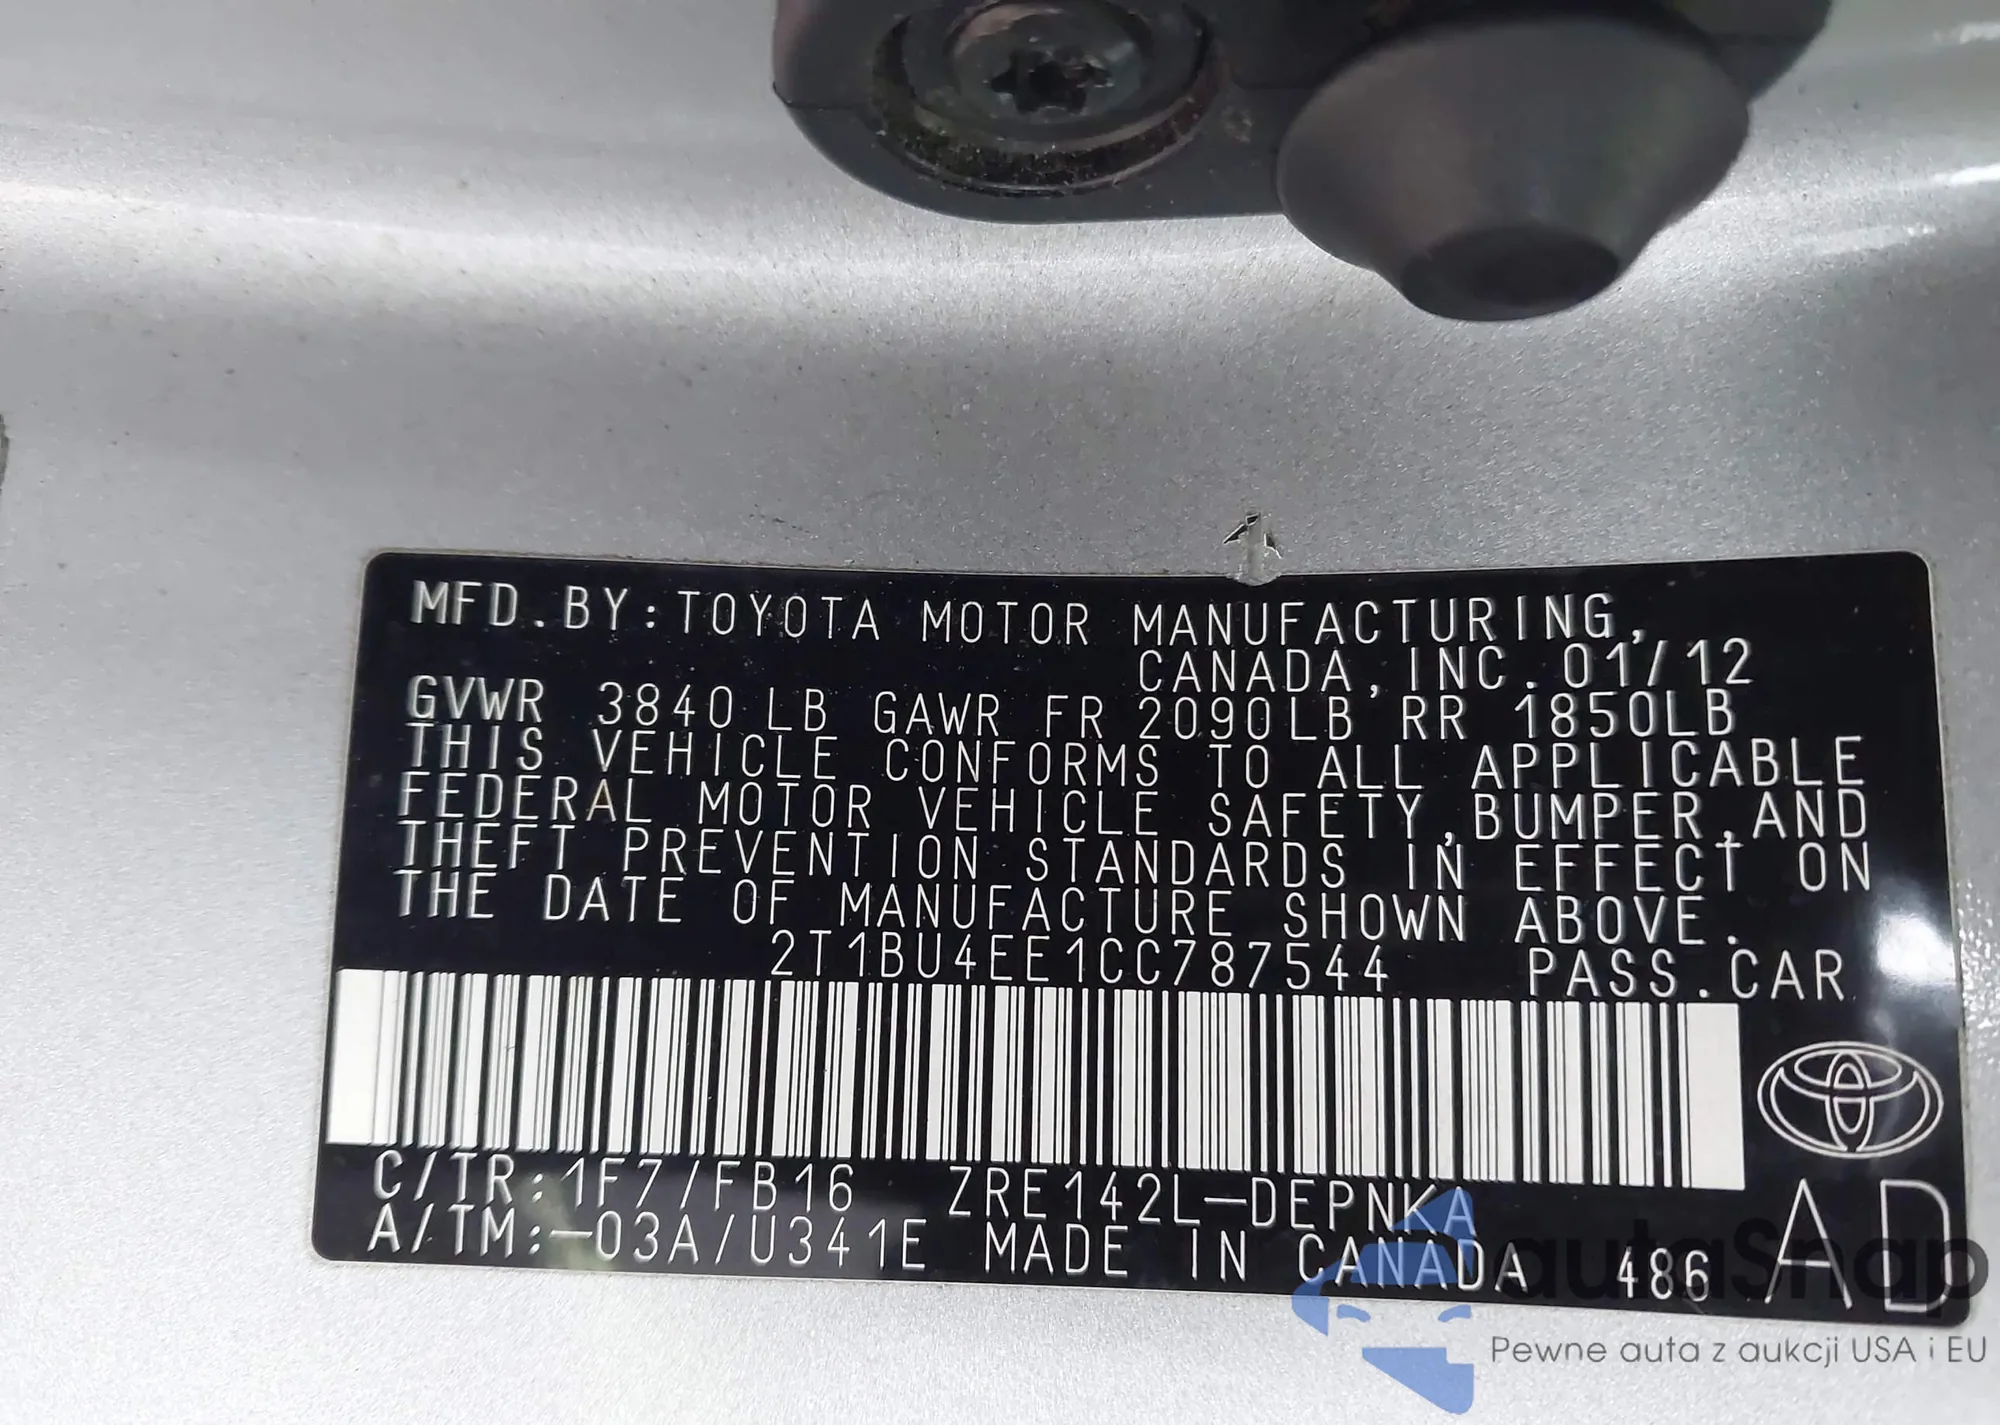 MFD.BY:TOYOTA MOTOR MANUFACTURING,
CANADA,INC.01/12
GVWR 3840LB GAWR FR 2090LB RR 1850LB
THIS VEHICLE CONFORMS TO ALL APPLICABLE
FEDERAL MOTOR VEHICLE SAFETY,BUMPER,AND
THEFT PREVENTION STANDARDS IN EFFECT ON
THE DATE OF MANUFACTURE SHOWN ABOVE.
2T1BU4EE1CC787544 PASS.CAR
C/TR:1F7/FB16 ZRE142L-DEPNKA
A/TM:-03A/U341E MADE IN CANADA 486 AD
autaSnap
Pewne auta z aukcji USA i EU